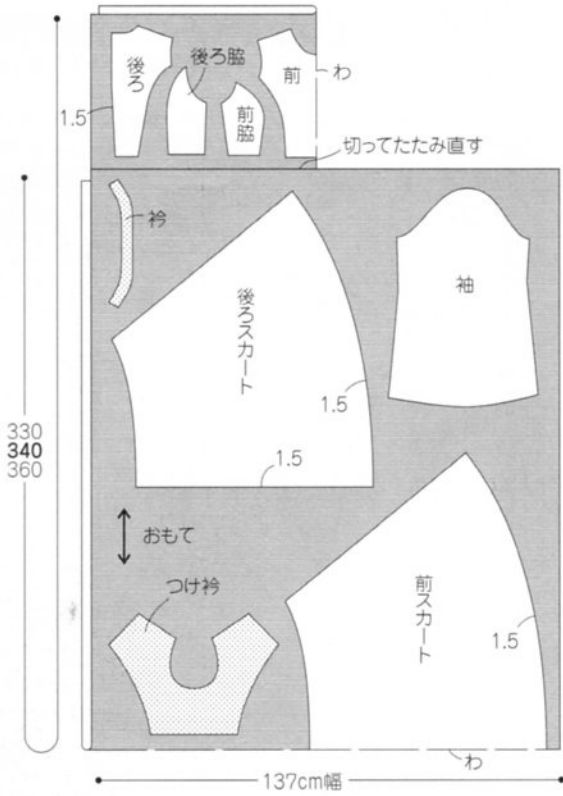 後ろ
後ろ脇
前
わ
1.5
前脇
切ってたたみ直す
衿
袖
後ろスカート
1.5
1.5
330
340
360
おもて
つけ衿
前スカート
1.5
わ
137cm幅